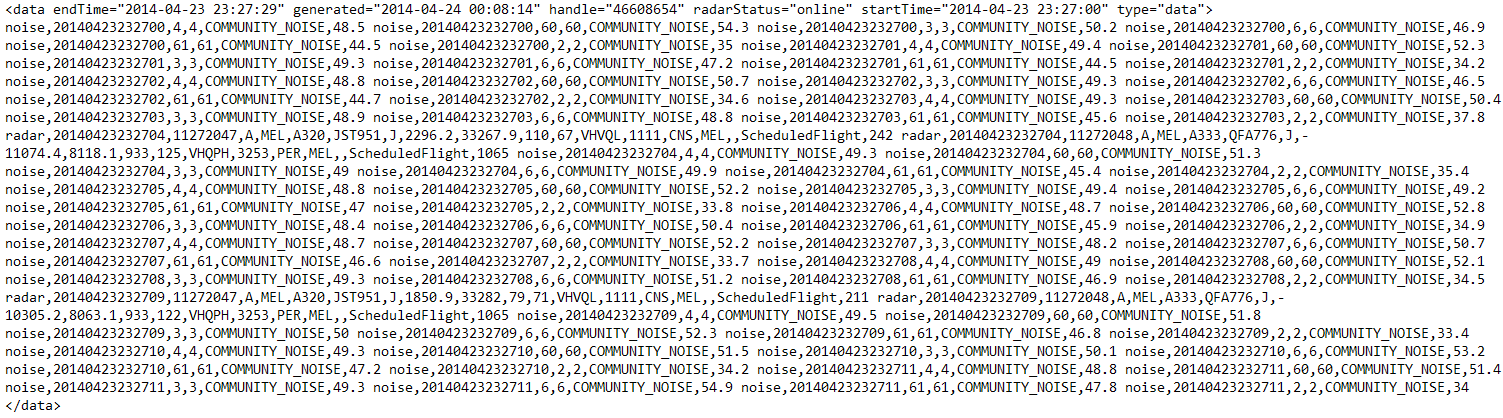 <data endTime="2014-04-23 23:27:29" generated="2014-04-24 00:08:14" handle="46608654" radarStatus="online" startTime="2014-04-23 23:27:00" type="data">
noise,20140423232700,4,4,COMMUNITY_NOISE,48.5 noise,20140423232700,60,60,COMMUNITY_NOISE,54.3 noise,20140423232700,3,3,COMMUNITY_NOISE,50.2 noise,20140423232700,6,6,COMMUNITY_NOISE,46.9
noise,20140423232700,61,61,COMMUNITY_NOISE,44.5 noise,20140423232700,2,2,COMMUNITY_NOISE,35 noise,20140423232701,4,4,COMMUNITY_NOISE,49.4 noise,20140423232701,60,60,COMMUNITY_NOISE,52.3
noise,20140423232701,3,3,COMMUNITY_NOISE,49.3 noise,20140423232701,6,6,COMMUNITY_NOISE,47.2 noise,20140423232701,61,61,COMMUNITY_NOISE,44.5 noise,20140423232701,2,2,COMMUNITY_NOISE,34.2
noise,20140423232702,4,4,COMMUNITY_NOISE,48.8 noise,20140423232702,60,60,COMMUNITY_NOISE,50.7 noise,20140423232702,3,3,COMMUNITY_NOISE,49.3 noise,20140423232702,6,6,COMMUNITY_NOISE,46.5
noise,20140423232702,61,61,COMMUNITY_NOISE,44.7 noise,20140423232702,2,2,COMMUNITY_NOISE,34.6 noise,20140423232703,4,4,COMMUNITY_NOISE,49.3 noise,20140423232703,60,60,COMMUNITY_NOISE,50.4
noise,20140423232703,3,3,COMMUNITY_NOISE,48.9 noise,20140423232703,6,6,COMMUNITY_NOISE,48.8 noise,20140423232703,61,61,COMMUNITY_NOISE,45.6 noise,20140423232703,2,2,COMMUNITY_NOISE,37.8
radar,20140423232704,11272047,A,MEL,A320,JST951,J,2296.2,33267.9,110,67,VHVQL,1111,CNS,MEL,,ScheduledFlight,242 radar,20140423232704,11272048,A,MEL,A333,QFA776,J,-
11074.4,8118.1,933,125,VHQPH,3253,PER,MEL,,ScheduledFlight,1065 noise,20140423232704,4,4,COMMUNITY_NOISE,49.3 noise,20140423232704,60,60,COMMUNITY_NOISE,51.3
noise,20140423232704,3,3,COMMUNITY_NOISE,49 noise,20140423232704,6,6,COMMUNITY_NOISE,49.9 noise,20140423232704,61,61,COMMUNITY_NOISE,45.4 noise,20140423232704,2,2,COMMUNITY_NOISE,35.4
noise,20140423232705,4,4,COMMUNITY_NOISE,48.8 noise,20140423232705,60,60,COMMUNITY_NOISE,52.2 noise,20140423232705,3,3,COMMUNITY_NOISE,49.4 noise,20140423232705,6,6,COMMUNITY_NOISE,49.2
noise,20140423232705,61,61,COMMUNITY_NOISE,47 noise,20140423232705,2,2,COMMUNITY_NOISE,33.8 noise,20140423232706,4,4,COMMUNITY_NOISE,48.7 noise,20140423232706,60,60,COMMUNITY_NOISE,52.8
noise,20140423232706,3,3,COMMUNITY_NOISE,48.4 noise,20140423232706,6,6,COMMUNITY_NOISE,50.4 noise,20140423232706,61,61,COMMUNITY_NOISE,45.9 noise,20140423232706,2,2,COMMUNITY_NOISE,34.9
noise,20140423232707,4,4,COMMUNITY_NOISE,48.7 noise,20140423232707,60,60,COMMUNITY_NOISE,52.2 noise,20140423232707,3,3,COMMUNITY_NOISE,48.2 noise,20140423232707,6,6,COMMUNITY_NOISE,50.7
noise,20140423232707,61,61,COMMUNITY_NOISE,46.6 noise,20140423232707,2,2,COMMUNITY_NOISE,33.7 noise,20140423232708,4,4,COMMUNITY_NOISE,49 noise,20140423232708,60,60,COMMUNITY_NOISE,52.1
noise,20140423232708,3,3,COMMUNITY_NOISE,49.3 noise,20140423232708,6,6,COMMUNITY_NOISE,51.2 noise,20140423232708,61,61,COMMUNITY_NOISE,46.9 noise,20140423232708,2,2,COMMUNITY_NOISE,34.5
radar,20140423232709,11272047,A,MEL,A320,JST951,J,1850.9,33282,79,71,VHVQL,1111,CNS,MEL,,ScheduledFlight,211 radar,20140423232709,11272048,A,MEL,A333,QFA776,J,-
10305.2,8063.1,933,122,VHQPH,3253,PER,MEL,,ScheduledFlight,1065 noise,20140423232709,4,4,COMMUNITY_NOISE,49.5 noise,20140423232709,60,60,COMMUNITY_NOISE,51.8
noise,20140423232709,3,3,COMMUNITY_NOISE,50 noise,20140423232709,6,6,COMMUNITY_NOISE,52.3 noise,20140423232709,61,61,COMMUNITY_NOISE,46.8 noise,20140423232709,2,2,COMMUNITY_NOISE,33.4
noise,20140423232710,4,4,COMMUNITY_NOISE,49.3 noise,20140423232710,60,60,COMMUNITY_NOISE,51.5 noise,20140423232710,3,3,COMMUNITY_NOISE,50.1 noise,20140423232710,6,6,COMMUNITY_NOISE,53.2
noise,20140423232710,61,61,COMMUNITY_NOISE,47.2 noise,20140423232710,2,2,COMMUNITY_NOISE,34.2 noise,20140423232711,4,4,COMMUNITY_NOISE,48.8 noise,20140423232711,60,60,COMMUNITY_NOISE,51.4
noise,20140423232711,3,3,COMMUNITY_NOISE,49.3 noise,20140423232711,6,6,COMMUNITY_NOISE,54.9 noise,20140423232711,61,61,COMMUNITY_NOISE,47.8 noise,20140423232711,2,2,COMMUNITY_NOISE,34
</data>